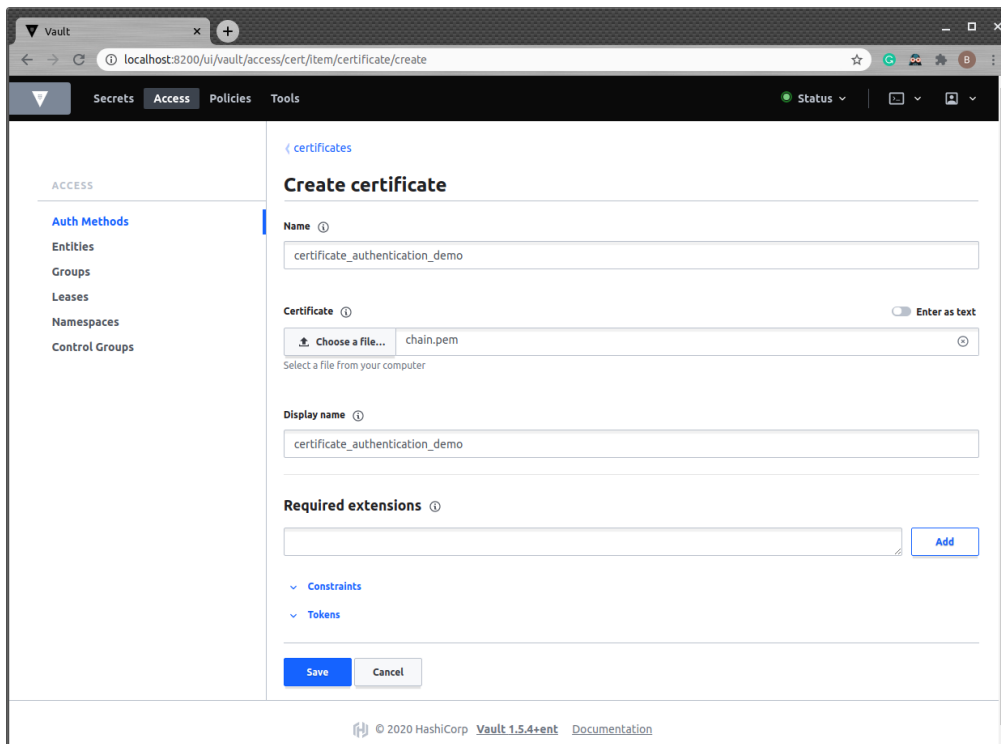 Vault
localhost:8200/ui/vault/access/cert/item/certificate/create
B
Secrets Access Policies Tools
Status
certificates
ACCESS
Create certificate
Auth Methods
Name
Entities
certificate_authentication_demo
Groups
Leases
Certificate
Enter as text
Namespaces
Choose a file...
chain.pem
Control Groups
Select a file from your computer
Display name
certificate_authentication_demo
Required extensions
Add
Constraints
Tokens
Save
Cancel
© 2020 HashiCorp Vault 1.5.4+ent Documentation